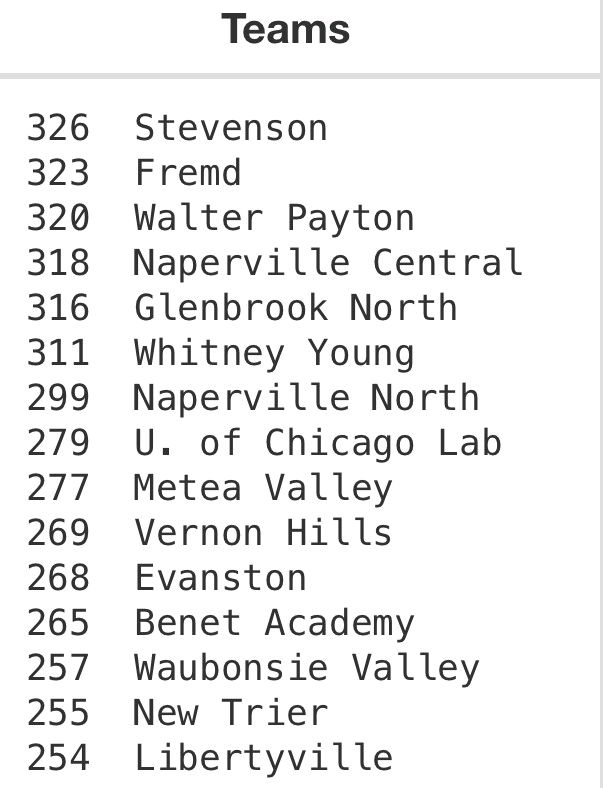 Teams
326 Stevenson
323 Fremd
320 Walter Payton
318 Naperville Central
316 Glenbrook North
311 Whitney Young
299 Naperville North
279 U. of Chicago Lab
277 Metea Valley
269 Vernon Hills
268 Evanston
265 Benet Academy
257 Waubonsie Valley
255 New Trier
254 Libertyville